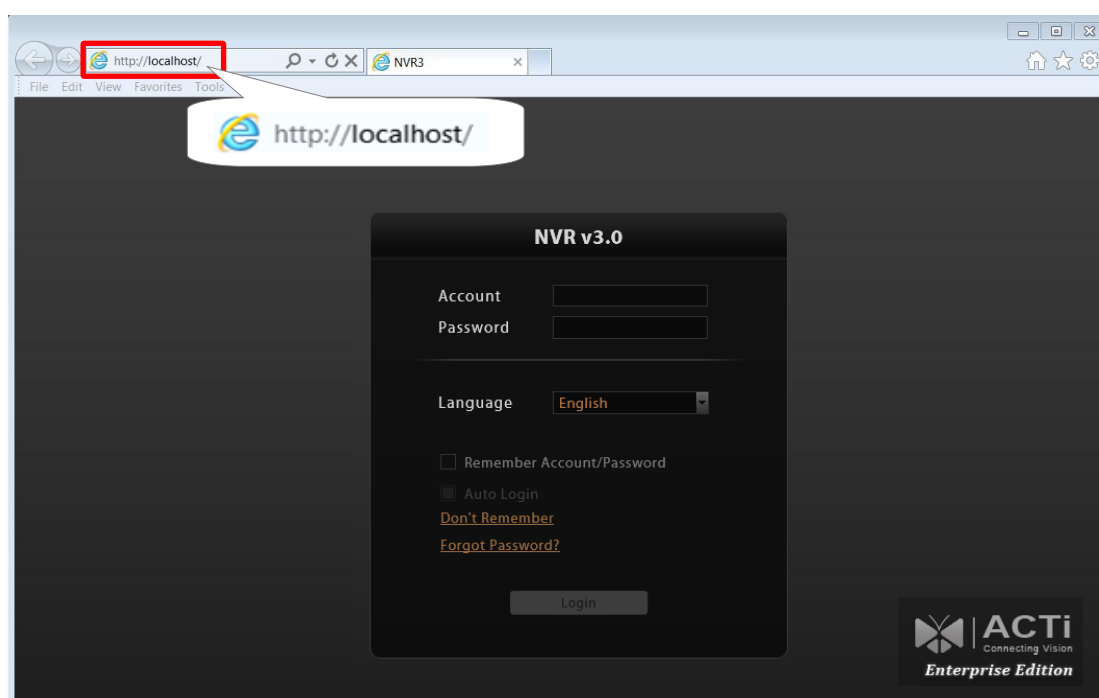 http://localhost/
NVR3
File Edit View Favorites Tools
http://localhost/
NVR v3.0
Account
Password
Language English
Remember Account/Password
Auto Login
Don't Remember
Forgot Password?
Login
ACTi
Connecting Vision
Enterprise Edition